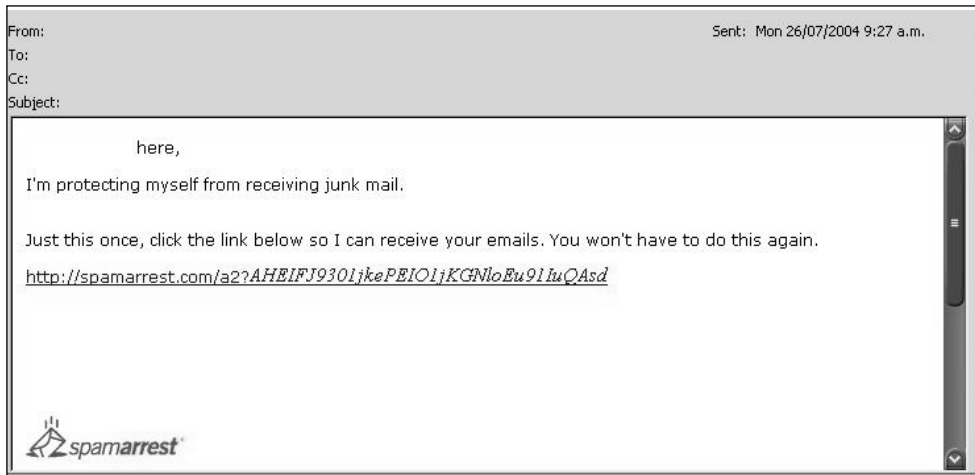 From:
Sent: Mon 26/07/2004 9:27 a.m.
To:
Cc:
Subject:
here,
I'm protecting myself from receiving junk mail.
Just this once, click the link below so I can receive your emails. You won't have to do this again.
http://spamarrest.com/a2?AHEIFJ9301jkePEIO1jKGNloEu91IuQAsd
spamarrest